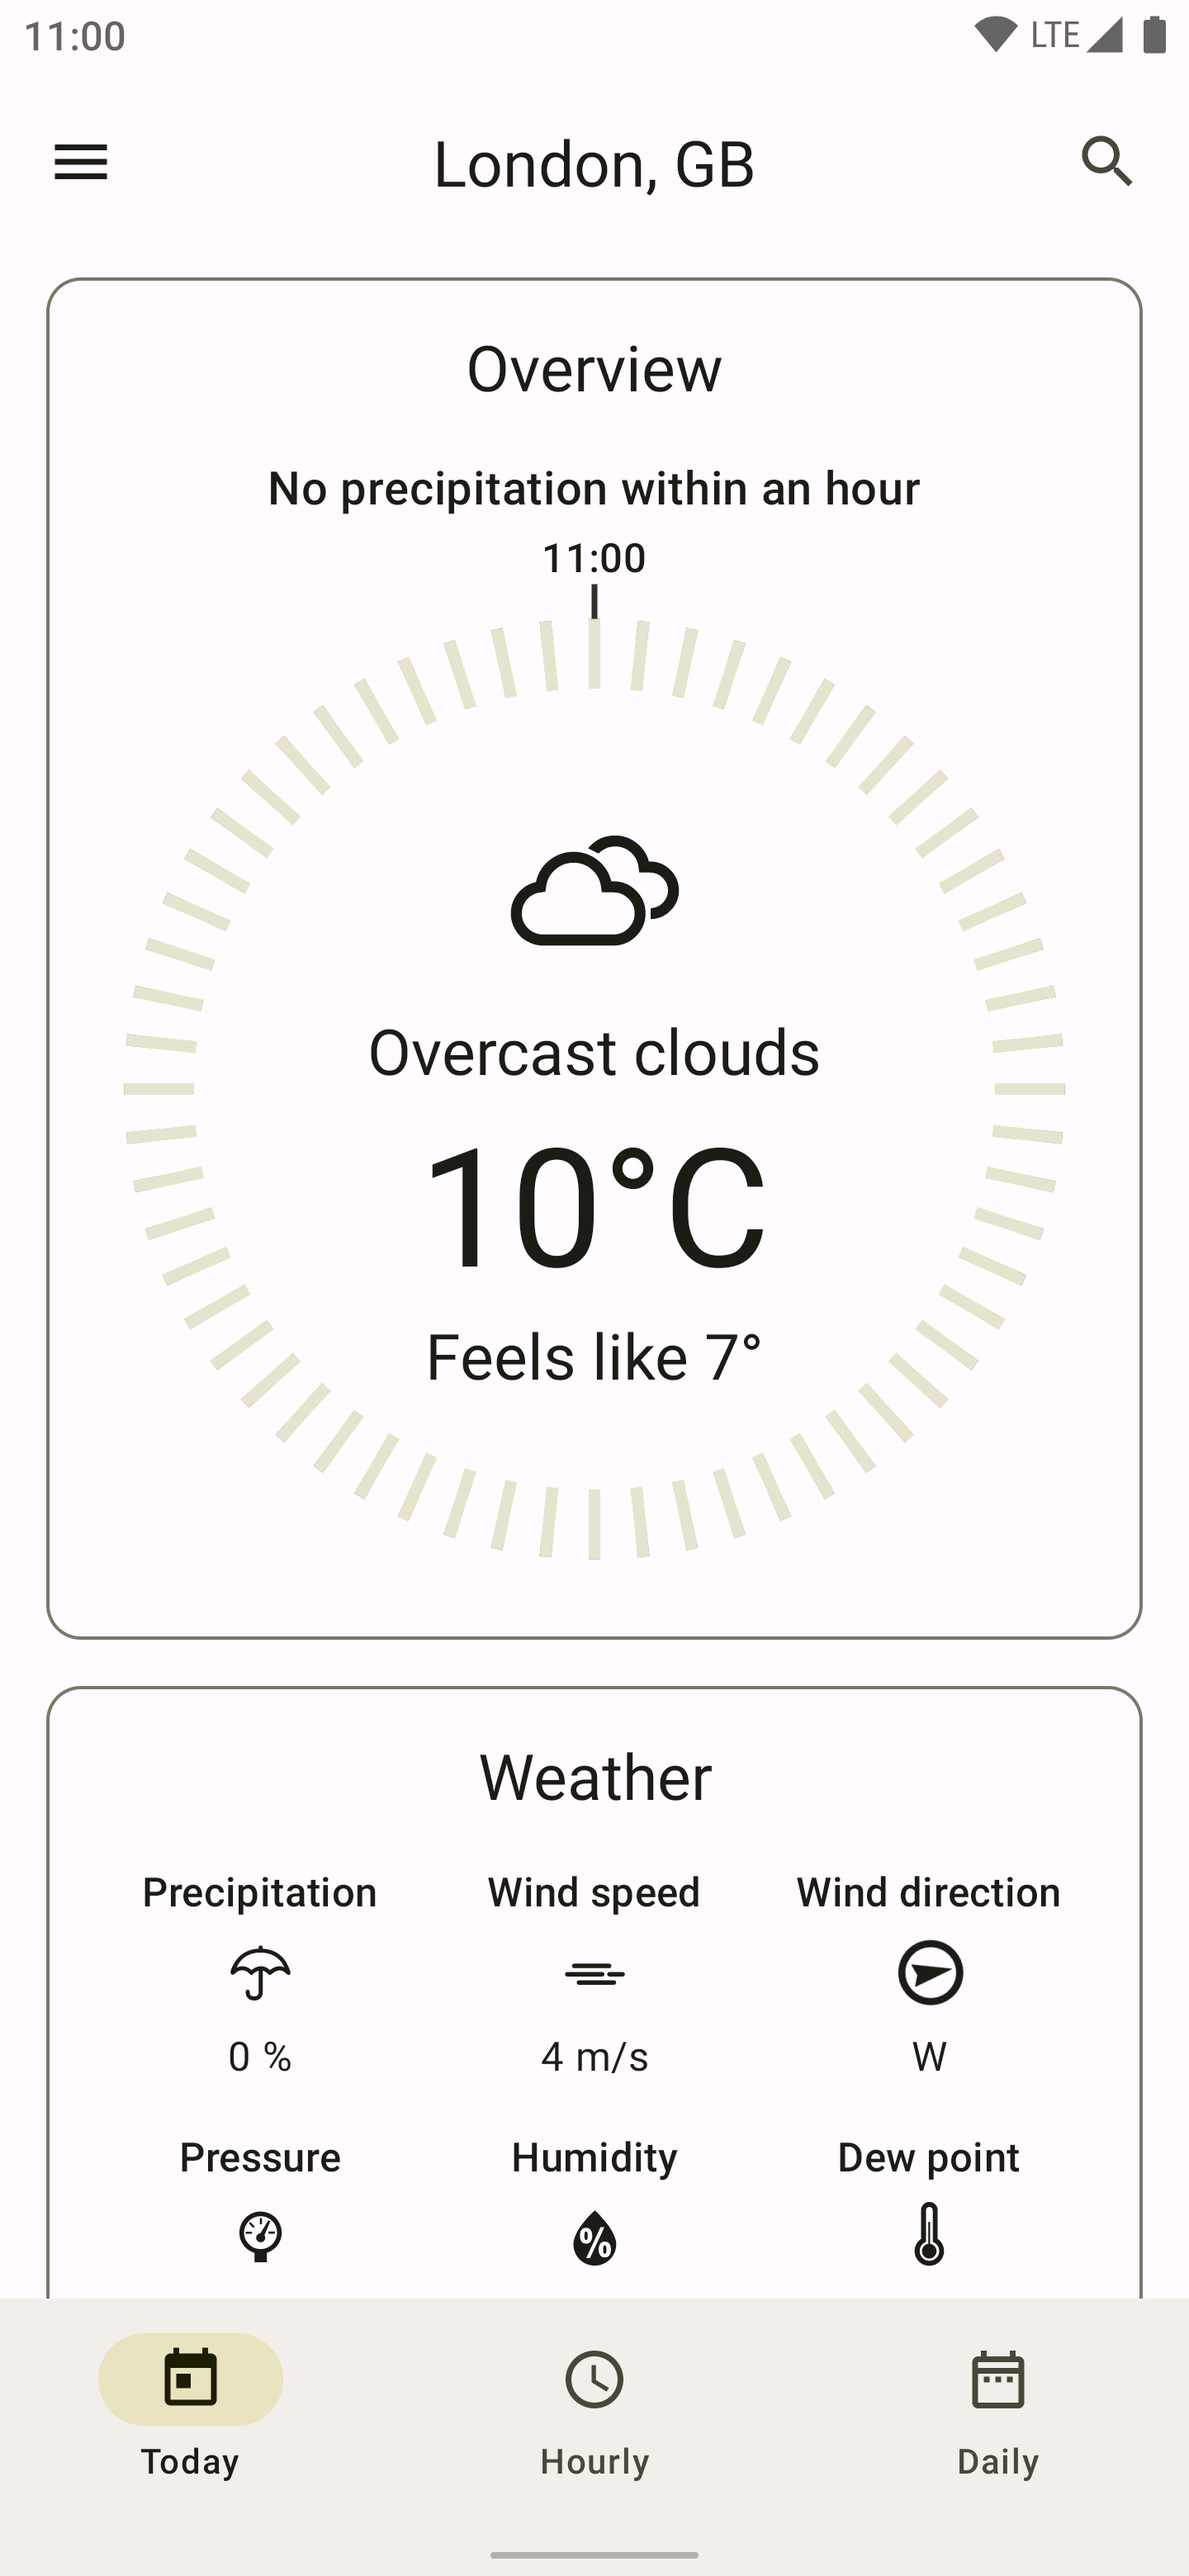 11:00
LTE
London, GB
Overview
No precipitation within an hour
11:00
Overcast clouds
10°C
Feels like 7°
Weather
Precipitation Wind speed Wind direction
0 % 4 m/s W
Pressure Humidity Dew point
%
Today Hourly Daily